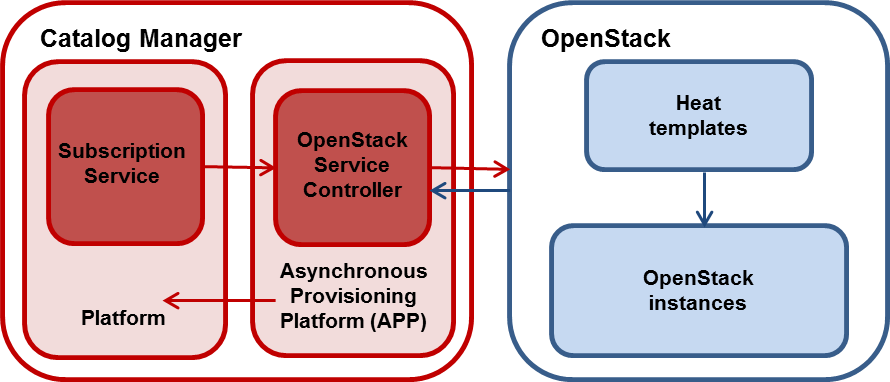 Catalog Manager
Subscription
Service
Platform
OpenStack
Service
Controller
Asynchronous
Provisioning
Platform (APP)
OpenStack
Heat
templates
OpenStack
instances